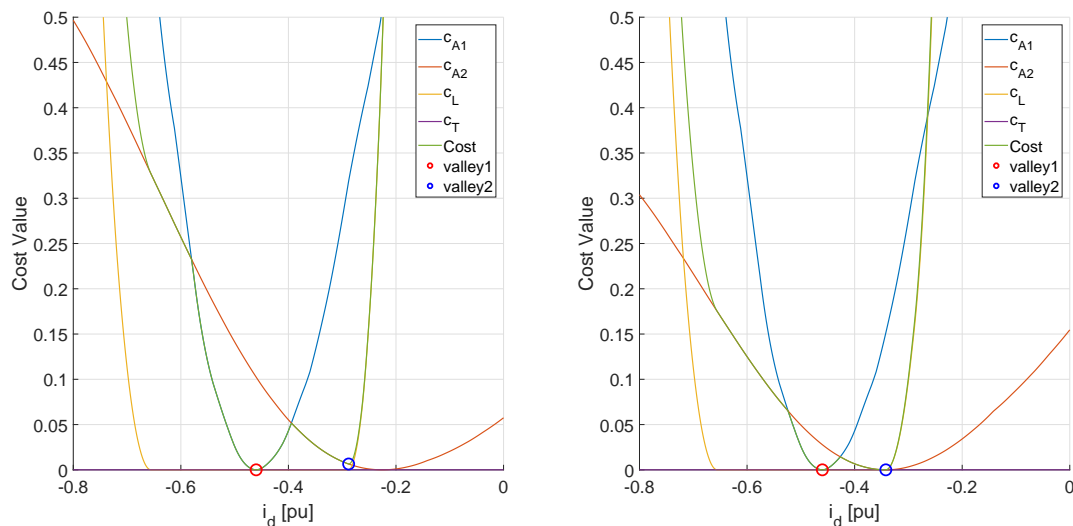 0.5
0.45
0.4
0.35
0.3
0.25
0.2
0.15
0.1
0.05
0
Cost Value
-0.8
-0.6
-0.4
-0.2
0
i_d [pu]
c_A1
c_A2
c_L
c_T
Cost
valley1
valley2
0.5
0.45
0.4
0.35
0.3
0.25
0.2
0.15
0.1
0.05
0
Cost Value
-0.8
-0.6
-0.4
-0.2
0
i_d [pu]
c_A1
c_A2
c_L
c_T
Cost
valley1
valley2